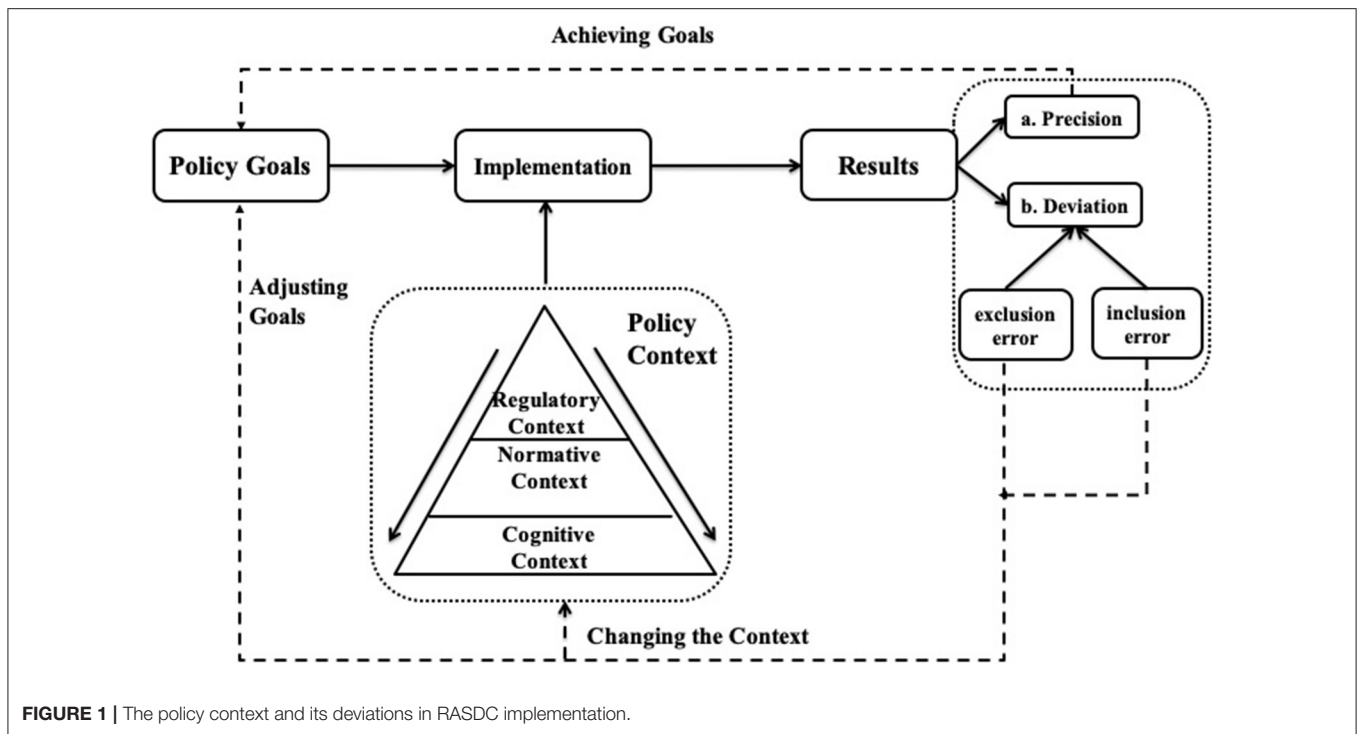 Achieving Goals
a. Precision
Policy Goals
Implementation
Results
b. Deviation
Adjusting
Goals
exclusion
error
inclusion
error
Policy
Context
Regulatory
Context
Normative
Context
Cognitive
Context
Changing the Context
FIGURE 1 | The policy context and its deviations in RASDC implementation.